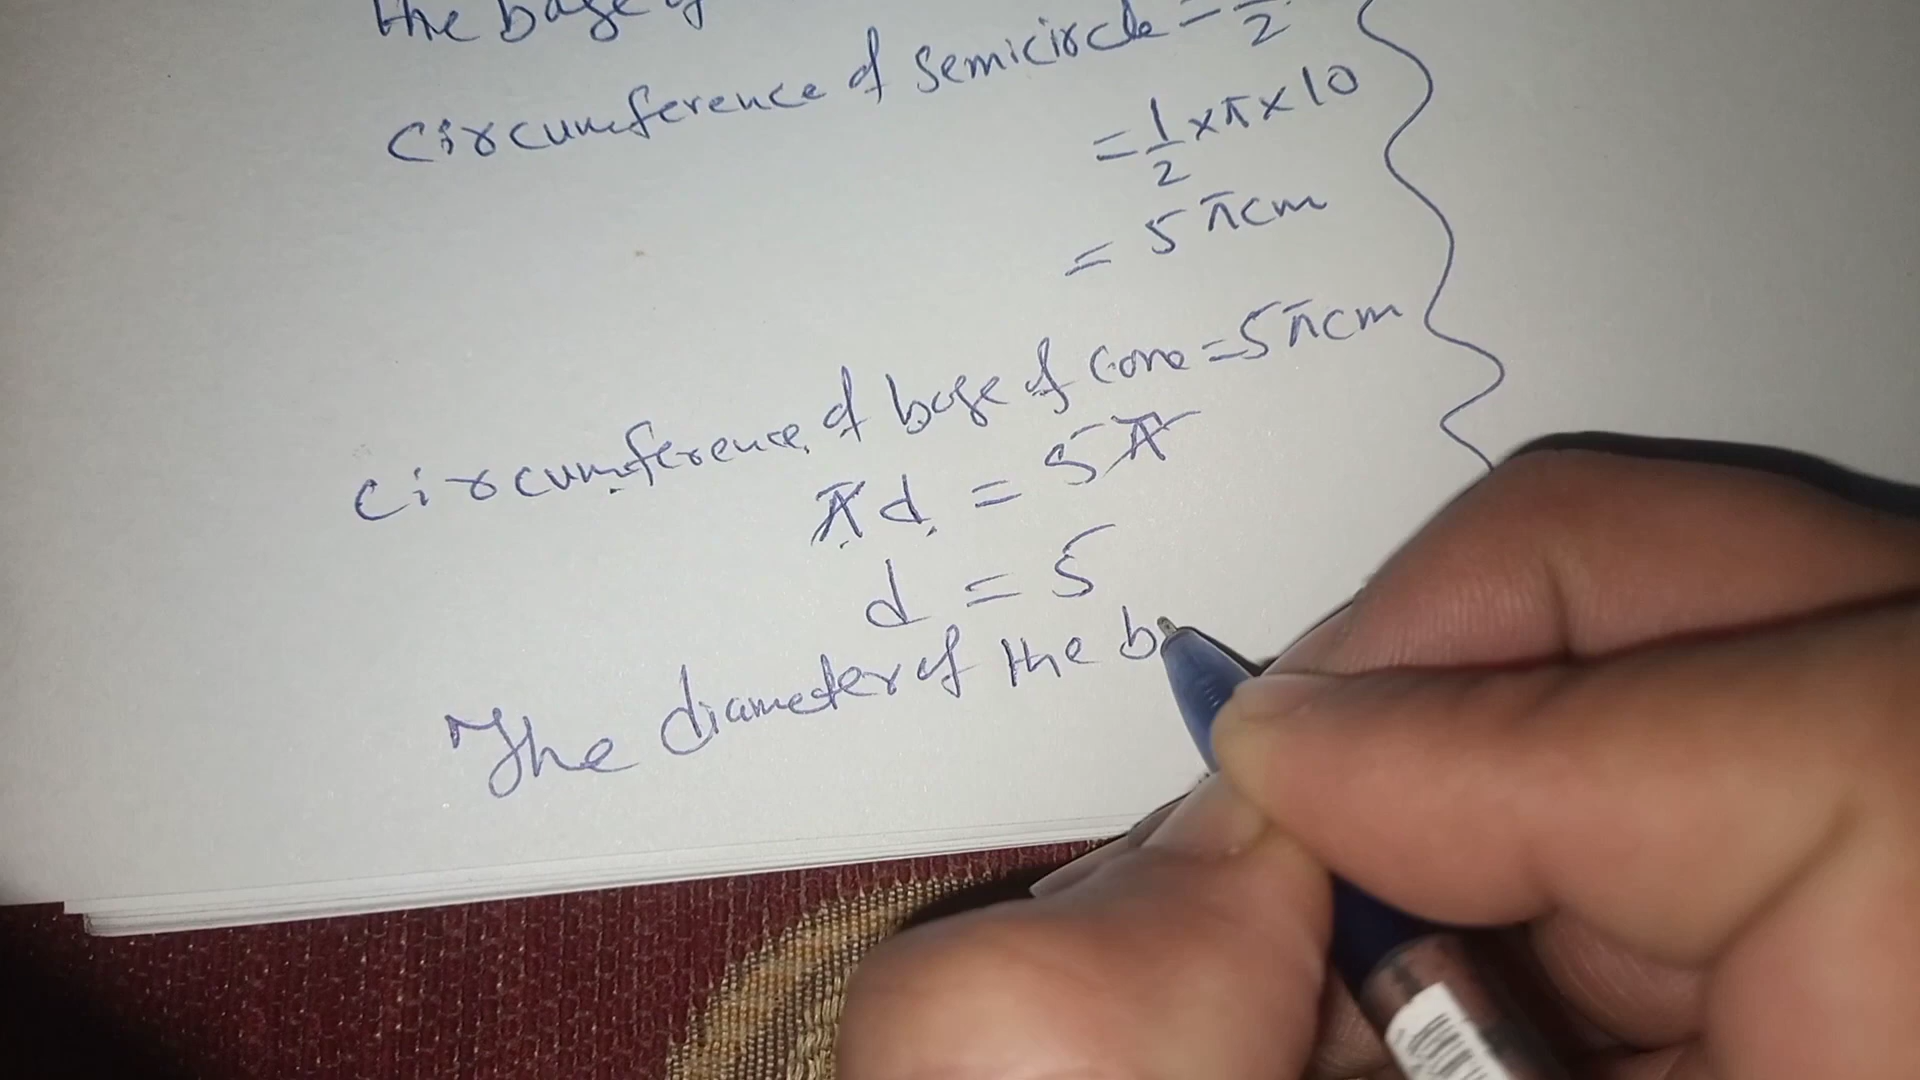 the base of
circumference of semicircle = /2
= 1/2 × π × 10
= 5 π cm
circumference of base of cone = 5 π cm
π d = 5 π
d = 5
The diameter of the b